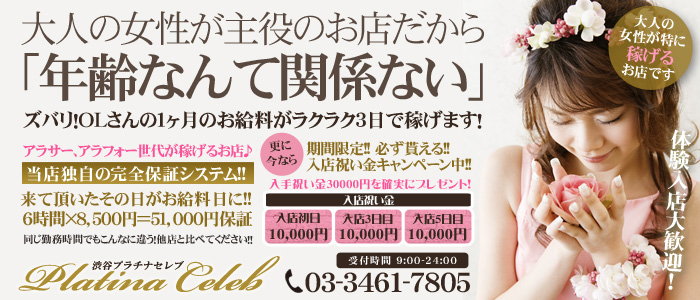 大人の女性が主役のお店だから
「年齢なんて関係ない」
ズバリ!OLさんの1ヶ月のお給料がラクラク3日で稼げます!
大人の
女性が特に
稼げる
お店です
アラサー、アラフォー世代が稼げるお店♪
当店独自の完全保証システム!!
来て頂いたその日がお給料日に!!
6時間×8,500円=51,000円保証
同じ勤務時間でもこんなに違う!他店と比べてください!!
更に
今なら
期間限定!! 必ず貰える!!
入店祝い金キャンペーン中!!
入手祝い金30000円を確実にプレゼント!
入店祝い金
入店初日
10,000円
入店3日目
10,000円
入店5日目
10,000円
体験入店大歓迎!
渋谷プラチナセレブ
Platina Celeb
受付時間 9:00-24:00
03-3461-7805